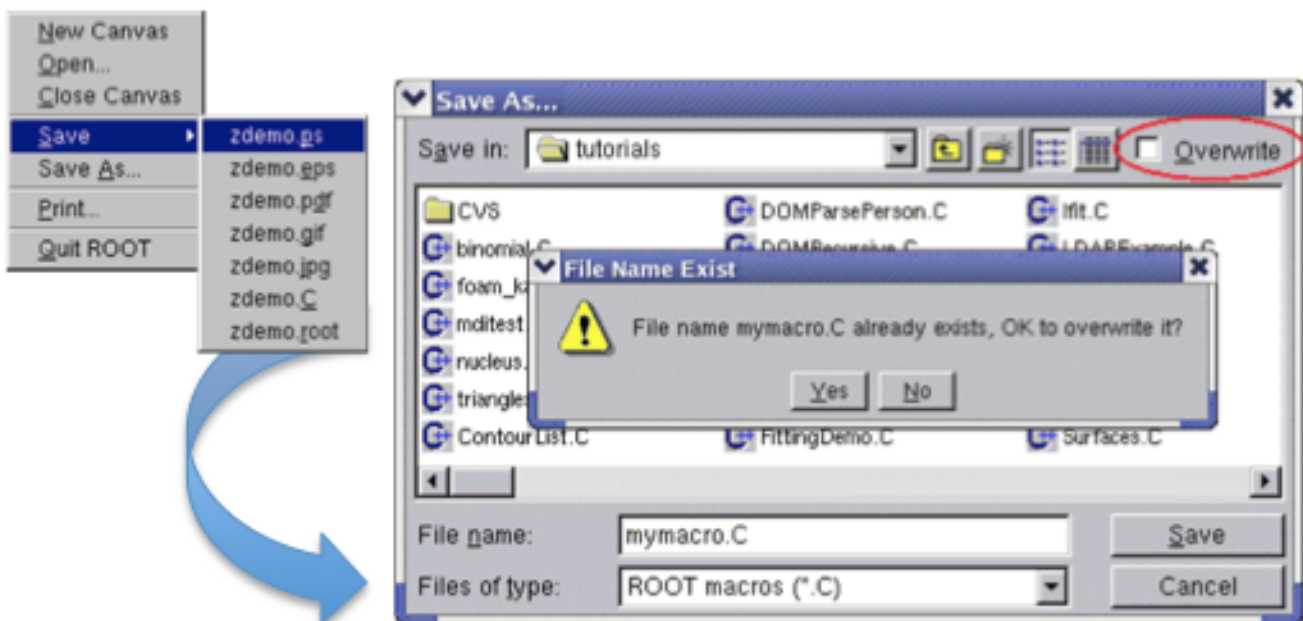 New Canvas
Open...
Close Canvas
Save
Save As...
Print...
Quit ROOT
zdemo.ps
zdemo.eps
zdemo.pdf
zdemo.gif
zdemo.jpg
zdemo.C
zdemo.root
Save As...
Save in: tutorials
Overwrite
CVS DOMParsePerson.C Ifit.C
binomial.C DOMRecursive.C LDAPExample.C
mditest
nucleus.
triangles
ContourList.C FittingDemo.C Surfaces.C
File Name Exist
File name mymacro.C already exists, OK to overwrite it?
Yes No
File name: mymacro.C Save
Files of type: ROOT macros (*.C) Cancel